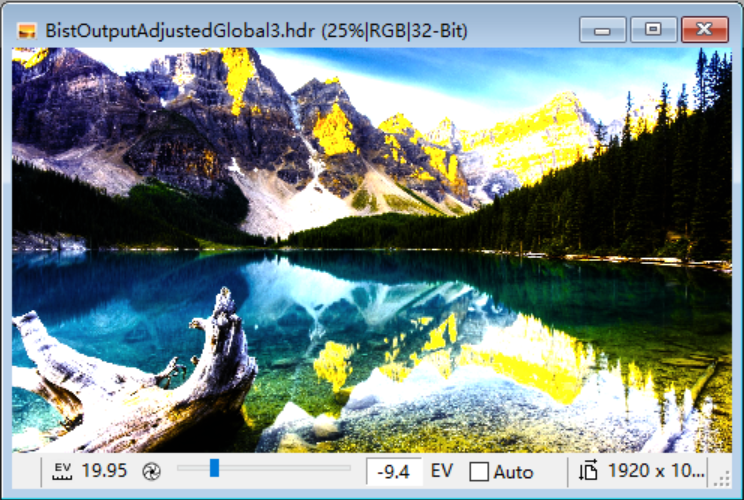 BistOutputAdjustedGlobal3.hdr (25%|RGB|32-Bit)
EV 19.95 -9.4 EV Auto 1920 x 10...